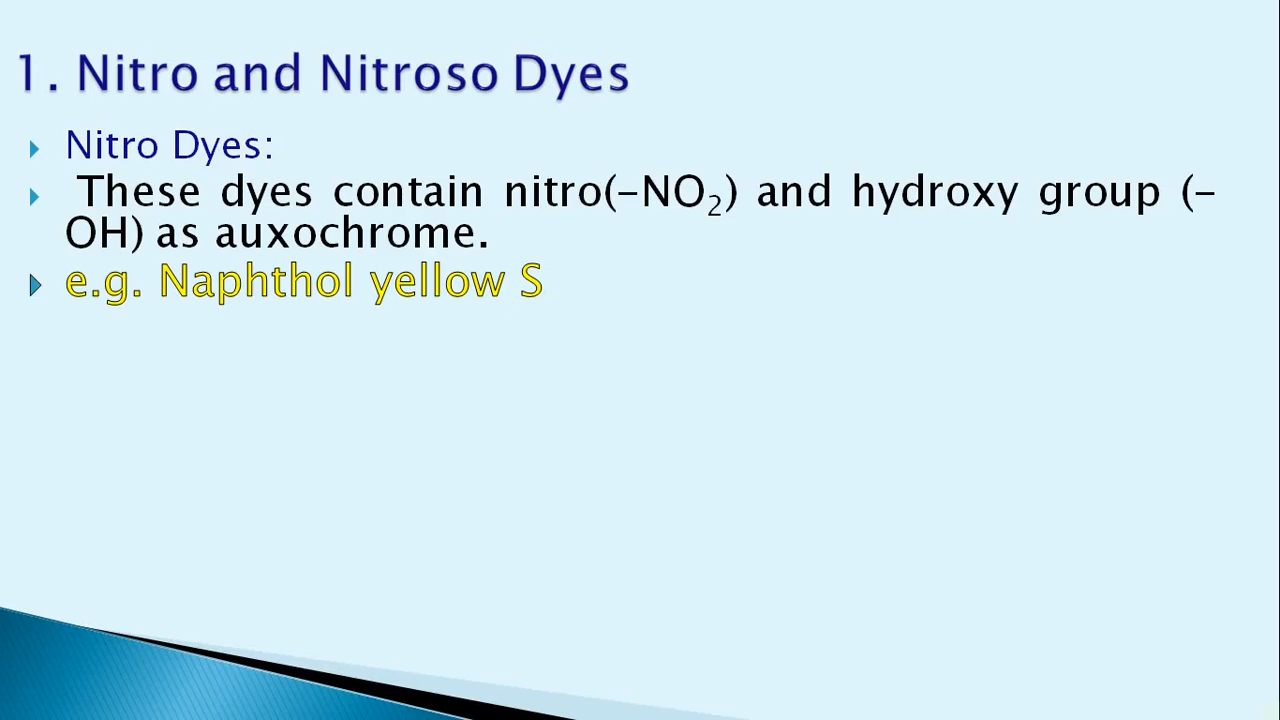 1. Nitro and Nitroso Dyes
Nitro Dyes:
These dyes contain nitro(–NO₂) and hydroxy group (–
OH) as auxochrome.
e.g. Naphthol yellow S